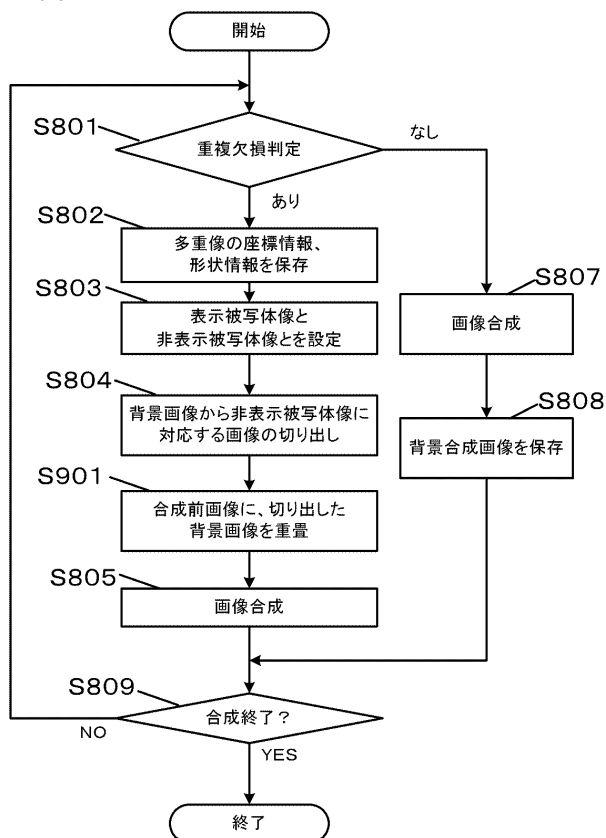 開始
S801
重複欠損判定
なし
あり
S802
多重像の座標情報、
形状情報を保存
S803
表示被写体像と
非表示被写体像とを設定
S804
背景画像から非表示被写体像に
対応する画像の切り出し
S901
合成前画像に、切り出した
背景画像を重畳
S805
画像合成
S807
画像合成
S808
背景合成画像を保存
S809
合成終了?
NO
YES
終了